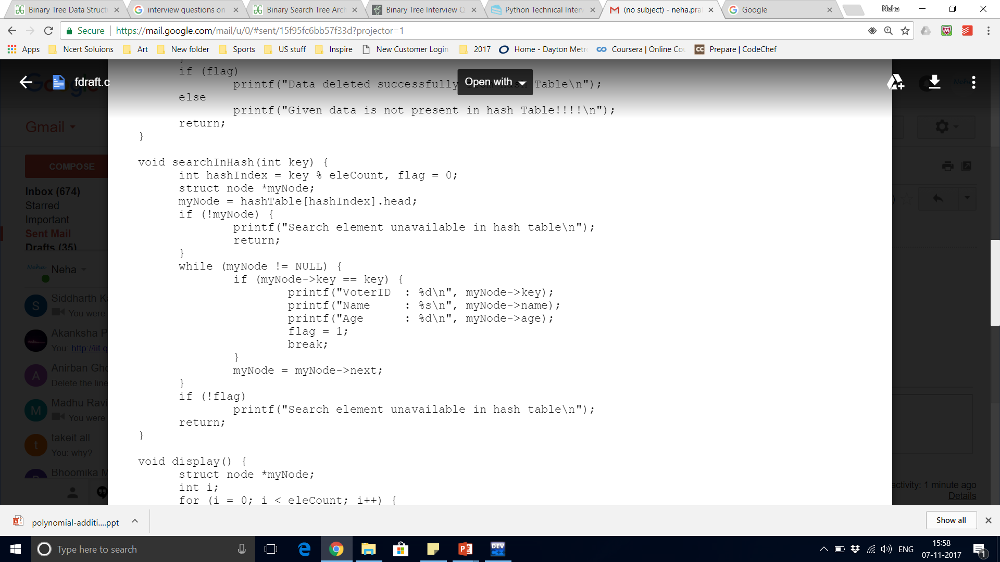 Binary Tree Data Struct
interview questions on
Binary Search Tree Arch
Binary Tree Interview Q
Python Technical Interv
(no subject) - neha.pra
Google
Neha
Secure
https://mail.google.com/mail/u/0/#sent/15f95fc6bb57f33d?projector=1
Apps
Ncert Soluions
Art
New folder
Sports
US stuff
Inspire
New Customer Login
2017
Home - Dayton Metr
Coursera | Online Co
CC Prepare | CodeChef
fdraft.c
Open with
Gmail
COMPOSE
Inbox (674)
Starred
Important
Sent Mail
Drafts (35)
Neha
Siddharth K
You were
Akanksha P
You: http://iit.q
A
Anirban Gh
Delete the line
M
Madhu Ravi
You were
t
takeit all
You: why?
Bhoomika M
}
if (flag)
printf("Data deleted successfully Table\n");
else
printf("Given data is not present in hash Table!!!!\n");
return;
}
void searchInHash(int key) {
int hashIndex = key % eleCount, flag = 0;
struct node *myNode;
myNode = hashTable[hashIndex].head;
if (!myNode) {
printf("Search element unavailable in hash table\n");
return;
}
while (myNode != NULL) {
if (myNode->key == key) {
printf("VoterID  : %d\n", myNode->key);
printf("Name     : %s\n", myNode->name);
printf("Age      : %d\n", myNode->age);
flag = 1;
break;
}
myNode = myNode->next;
}
if (!flag)
printf("Search element unavailable in hash table\n");
return;
}
void display() {
struct node *myNode;
int i;
for (i = 0; i < eleCount; i++) {
activity: 1 minute ago
Details
polynomial-additi....ppt
Show all
Type here to search
DEV C++
ENG
15:58
07-11-2017
1